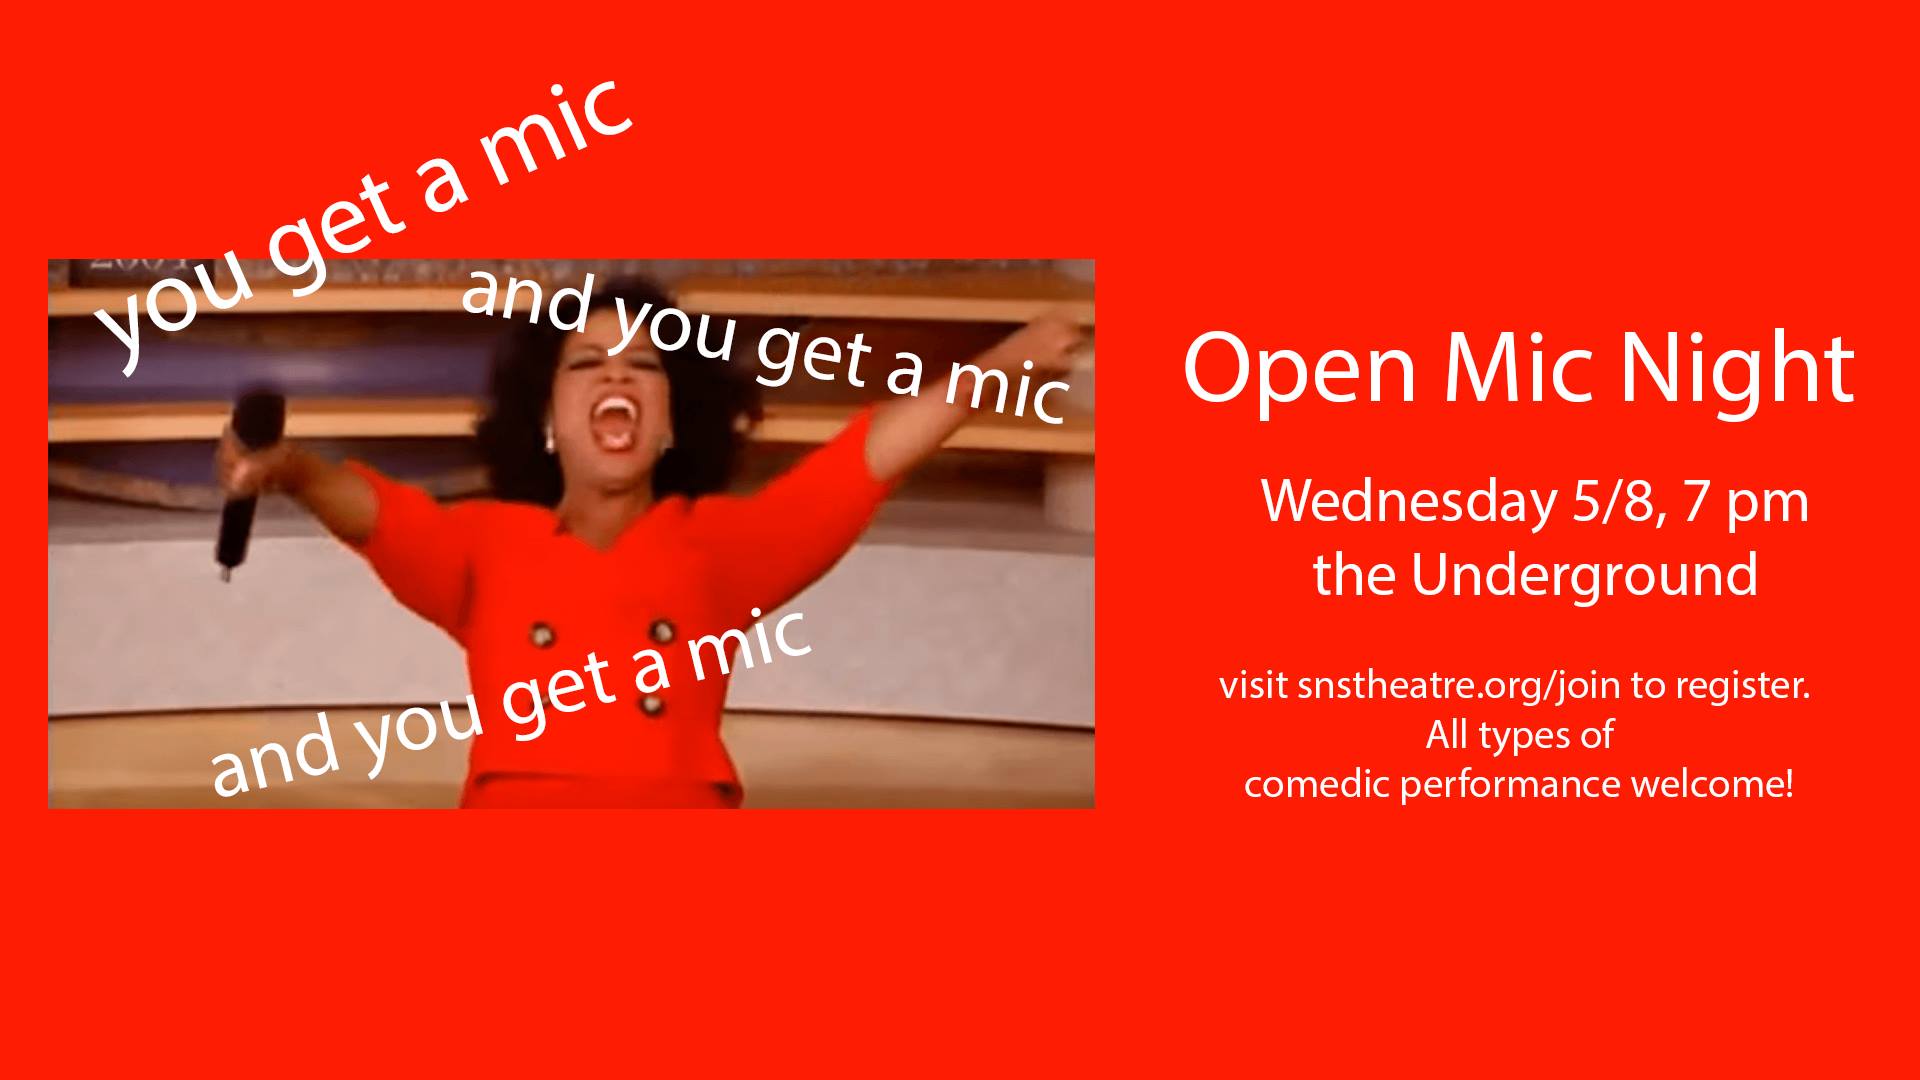 you get a mic
and you get a mic
and you get a mic
Open Mic Night
Wednesday 5/8, 7 pm
the Underground
visit snstheatre.org/join to register.
All types of
comedic performance welcome!